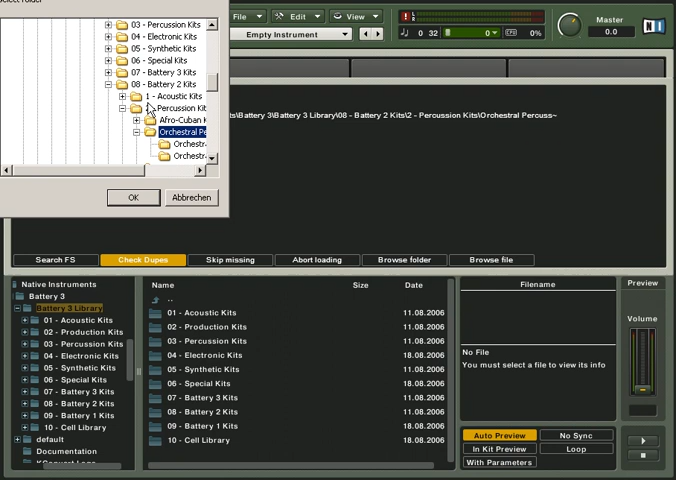 Select Folder
03 - Percussion Kits
04 - Electronic Kits
05 - Synthetic Kits
06 - Special Kits
07 - Battery 3 Kits
08 - Battery 2 Kits
1 - Acoustic Kits
Percussion Kit
Afro-Cuban K
Orchestral Pe
Orchestr
Orchestr
OK
Abbrechen
File
Edit
View
Empty Instrument
0 32
0
CPU 0%
Master
0.0
ts\Battery 3\Battery 3 Library\08 - Battery 2 Kits\2 - Percussion Kits\Orchestral Percuss~
Search FS
Check Dupes
Skip missing
Abort loading
Browse folder
Browse file
Native Instruments
Battery 3
Battery 3 Library
01 - Acoustic Kits
02 - Production Kits
03 - Percussion Kits
04 - Electronic Kits
05 - Synthetic Kits
06 - Special Kits
07 - Battery 3 Kits
08 - Battery 2 Kits
09 - Battery 1 Kits
10 - Cell Library
default
Documentation
Name Size Date
..
01 - Acoustic Kits 11.08.2006
02 - Production Kits 11.08.2006
03 - Percussion Kits 11.08.2006
04 - Electronic Kits 18.08.2006
05 - Synthetic Kits 11.08.2006
06 - Special Kits 18.08.2006
07 - Battery 3 Kits 11.08.2006
08 - Battery 2 Kits 11.08.2006
09 - Battery 1 Kits 18.08.2006
10 - Cell Library 18.08.2006
Filename
No File
You must select a file to view its info
Auto Preview
No Sync
In Kit Preview
Loop
With Parameters
Preview
Volume